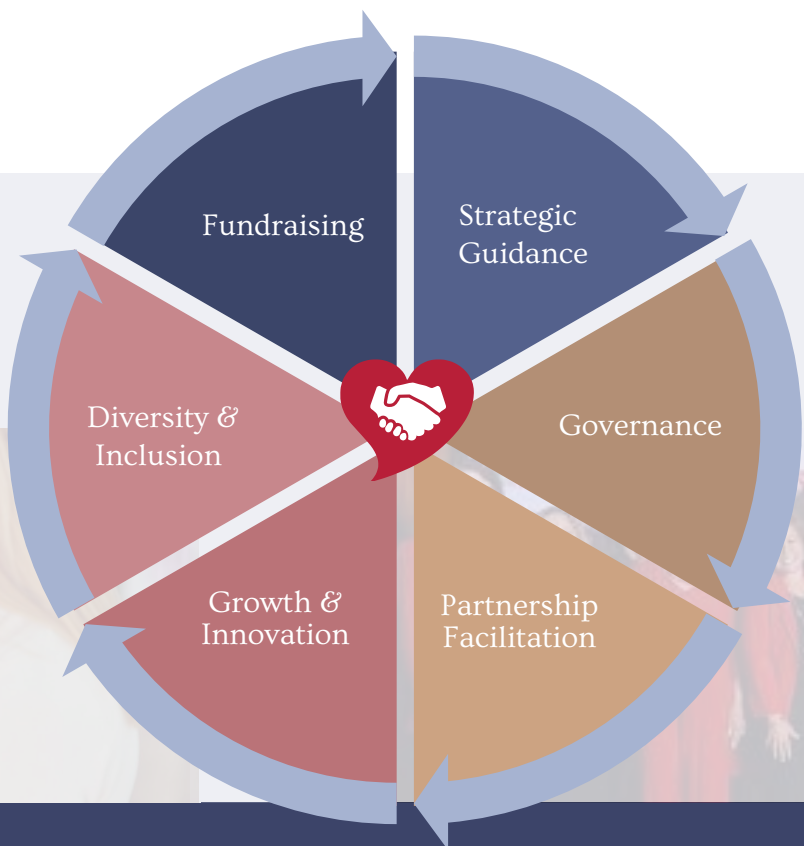 Fundraising
Strategic
Guidance
Diversity &
Inclusion
Governance
Growth &
Innovation
Partnership
Facilitation